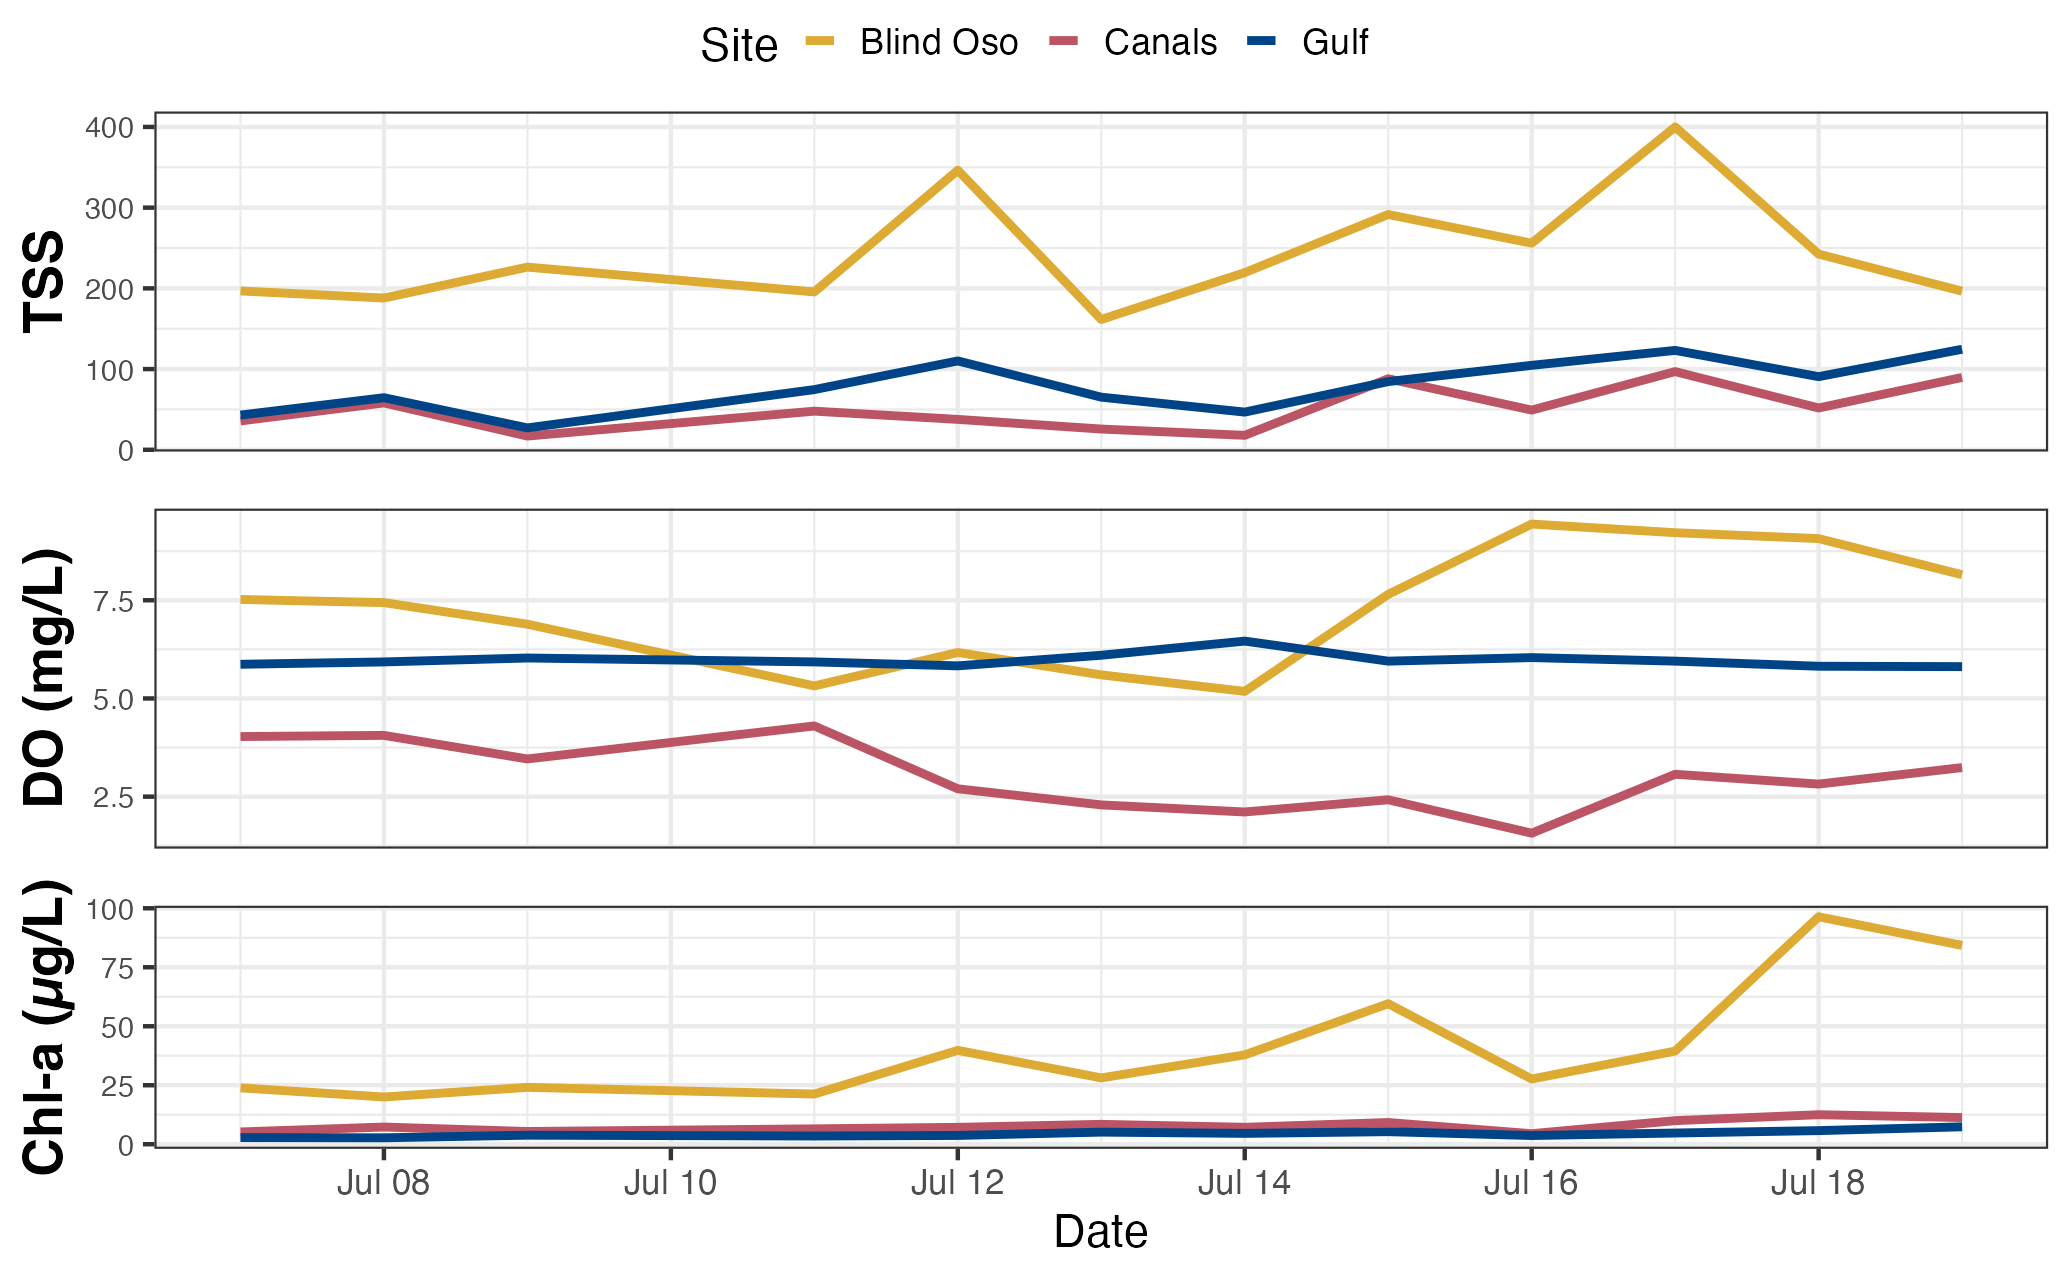 Site Blind Oso Canals Gulf
TSS
400
300
200
100
0
DO (mg/L)
7.5
5.0
2.5
Chl-a (µg/L)
100
75
50
25
0
Jul 08 Jul 10 Jul 12 Jul 14 Jul 16 Jul 18
Date